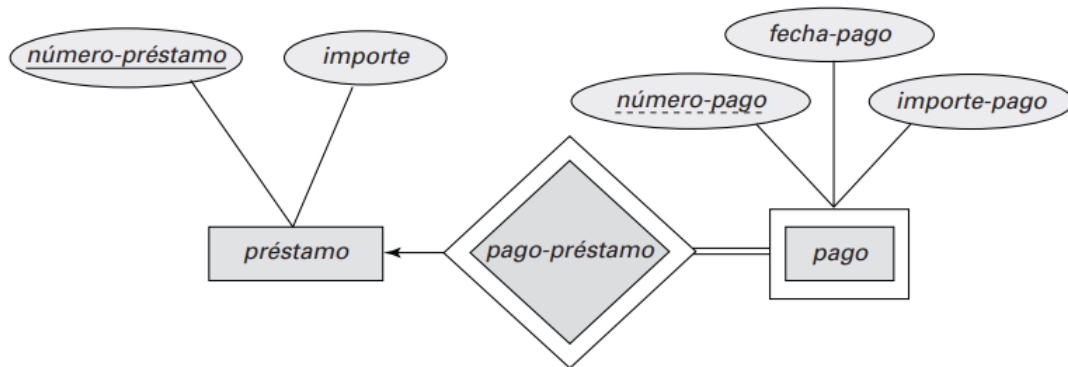 fecha-pago
número-préstamo
importe
número-pago
importe-pago
préstamo
pago-préstamo
pago